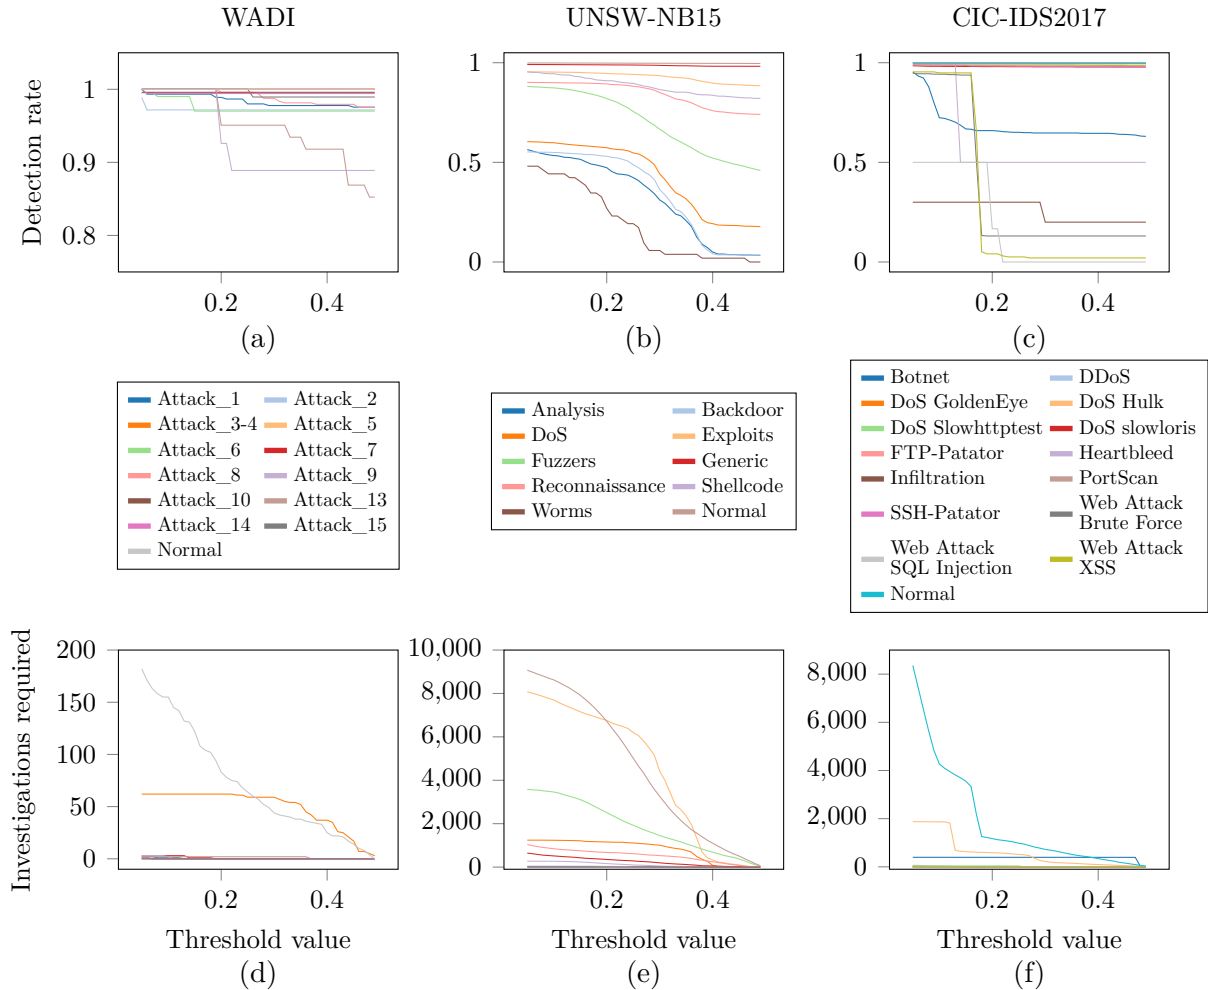 WADI
UNSW-NB15
CIC-IDS2017
Detection rate
1
0.9
0.8
0.2
0.4
(a)
1
0.5
0
0.2
0.4
(b)
1
0.5
0
0.2
0.4
(c)
Attack_1
Attack_2
Attack_3-4
Attack_5
Attack_6
Attack_7
Attack_8
Attack_9
Attack_10
Attack_13
Attack_14
Attack_15
Normal
Analysis
Backdoor
DoS
Exploits
Fuzzers
Generic
Reconnaissance
Shellcode
Worms
Normal
Botnet
DDoS
DoS GoldenEye
DoS Hulk
DoS Slowhttptest
DoS slowloris
FTP-Patator
Heartbleed
Infiltration
PortScan
SSH-Patator
Web Attack
Brute Force
Web Attack
SQL Injection
Web Attack
XSS
Normal
Investigations required
200
150
100
50
0
0.2
0.4
Threshold value
(d)
10,000
8,000
6,000
4,000
2,000
0
0.2
0.4
Threshold value
(e)
8,000
6,000
4,000
2,000
0
0.2
0.4
Threshold value
(f)